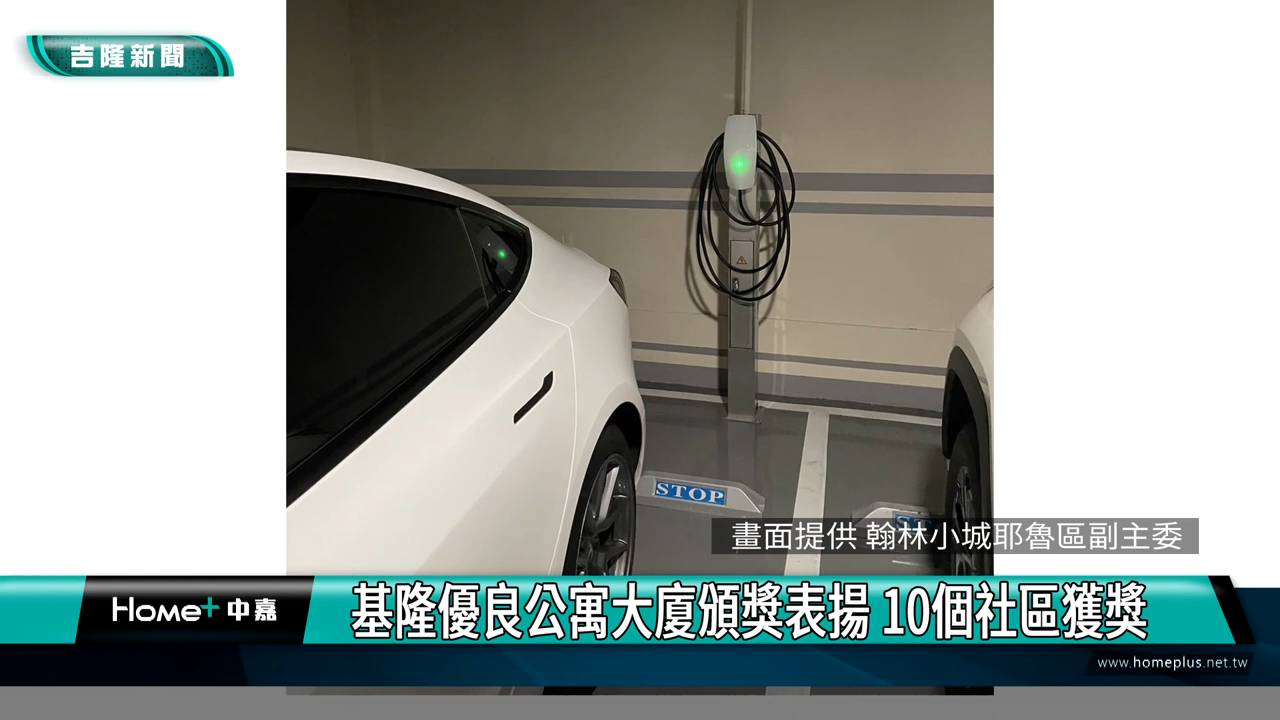 吉隆新聞
STOP
ST
畫面提供 翰林小城耶魯區副主委
Home+中嘉
基隆優良公寓大廈頒獎表揚 10個社區獲獎
www.homeplus.net.tw